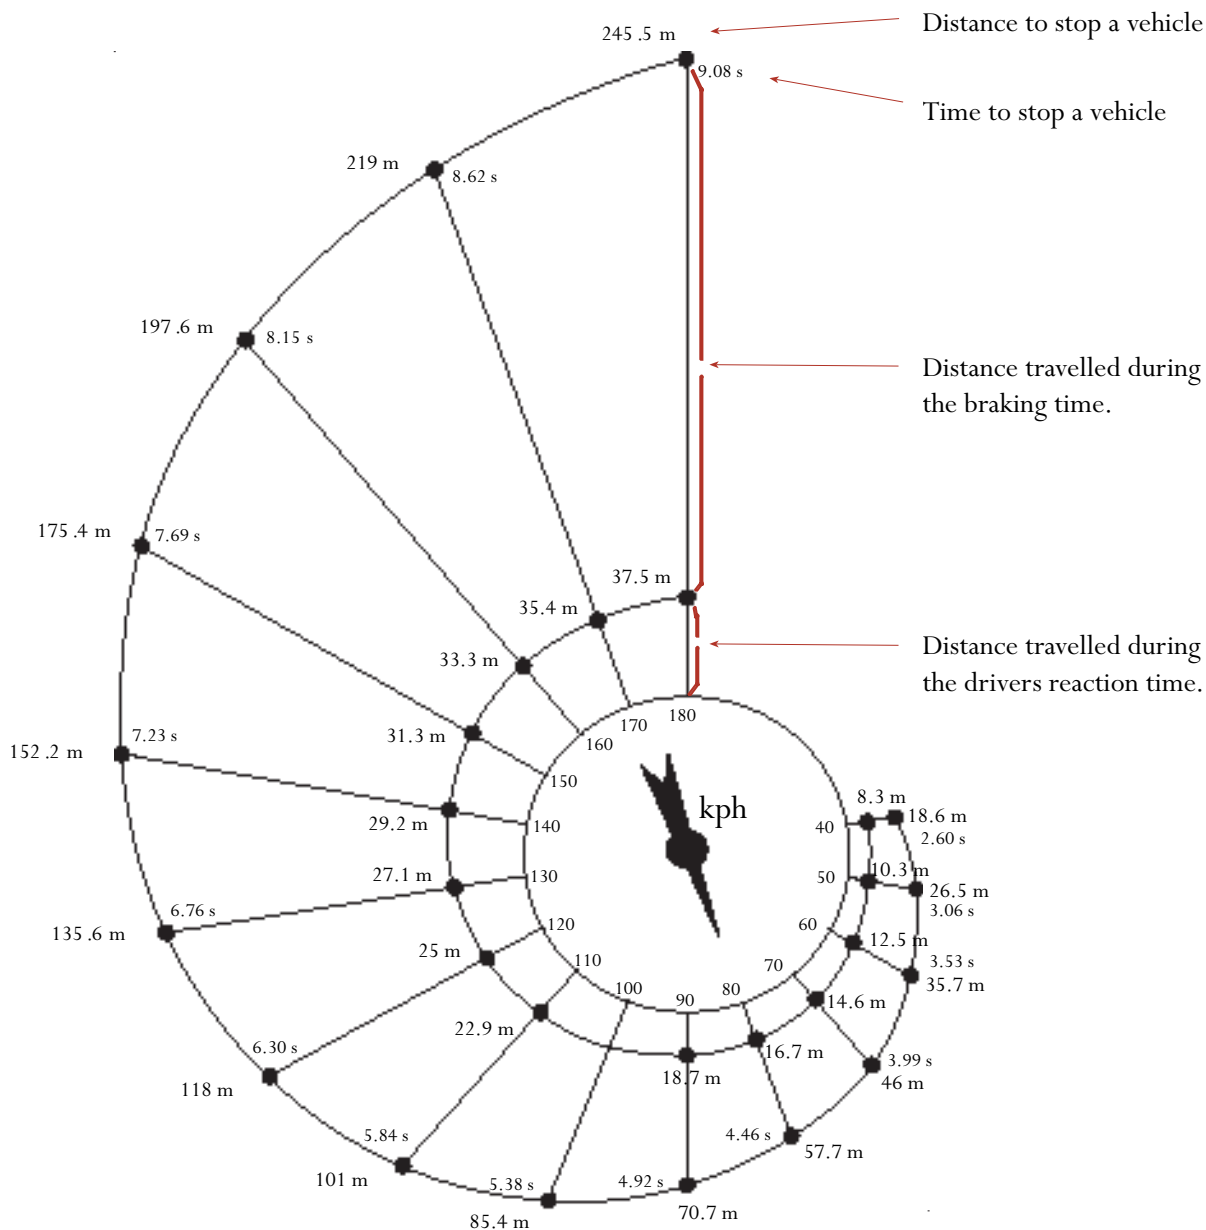 Distance to stop a vehicle
245.5 m
9.08 s
Time to stop a vehicle
219 m
8.62 s
197.6 m
8.15 s
Distance travelled during
the braking time.
175.4 m
7.69 s
37.5 m
35.4 m
33.3 m
Distance travelled during
the drivers reaction time.
31.3 m
7.23 s
152.2 m
29.2 m
180
170
160
150
140
130
120
110
100
90
80
70
60
50
40
kph
8.3 m
18.6 m
2.60 s
10.3 m
26.5 m
3.06 s
27.1 m
6.76 s
135.6 m
25 m
12.5 m
3.53 s
35.7 m
14.6 m
22.9 m
16.7 m
18.7 m
6.30 s
118 m
3.99 s
46 m
5.84 s
101 m
4.46 s
57.7 m
5.38 s
85.4 m
4.92 s
70.7 m